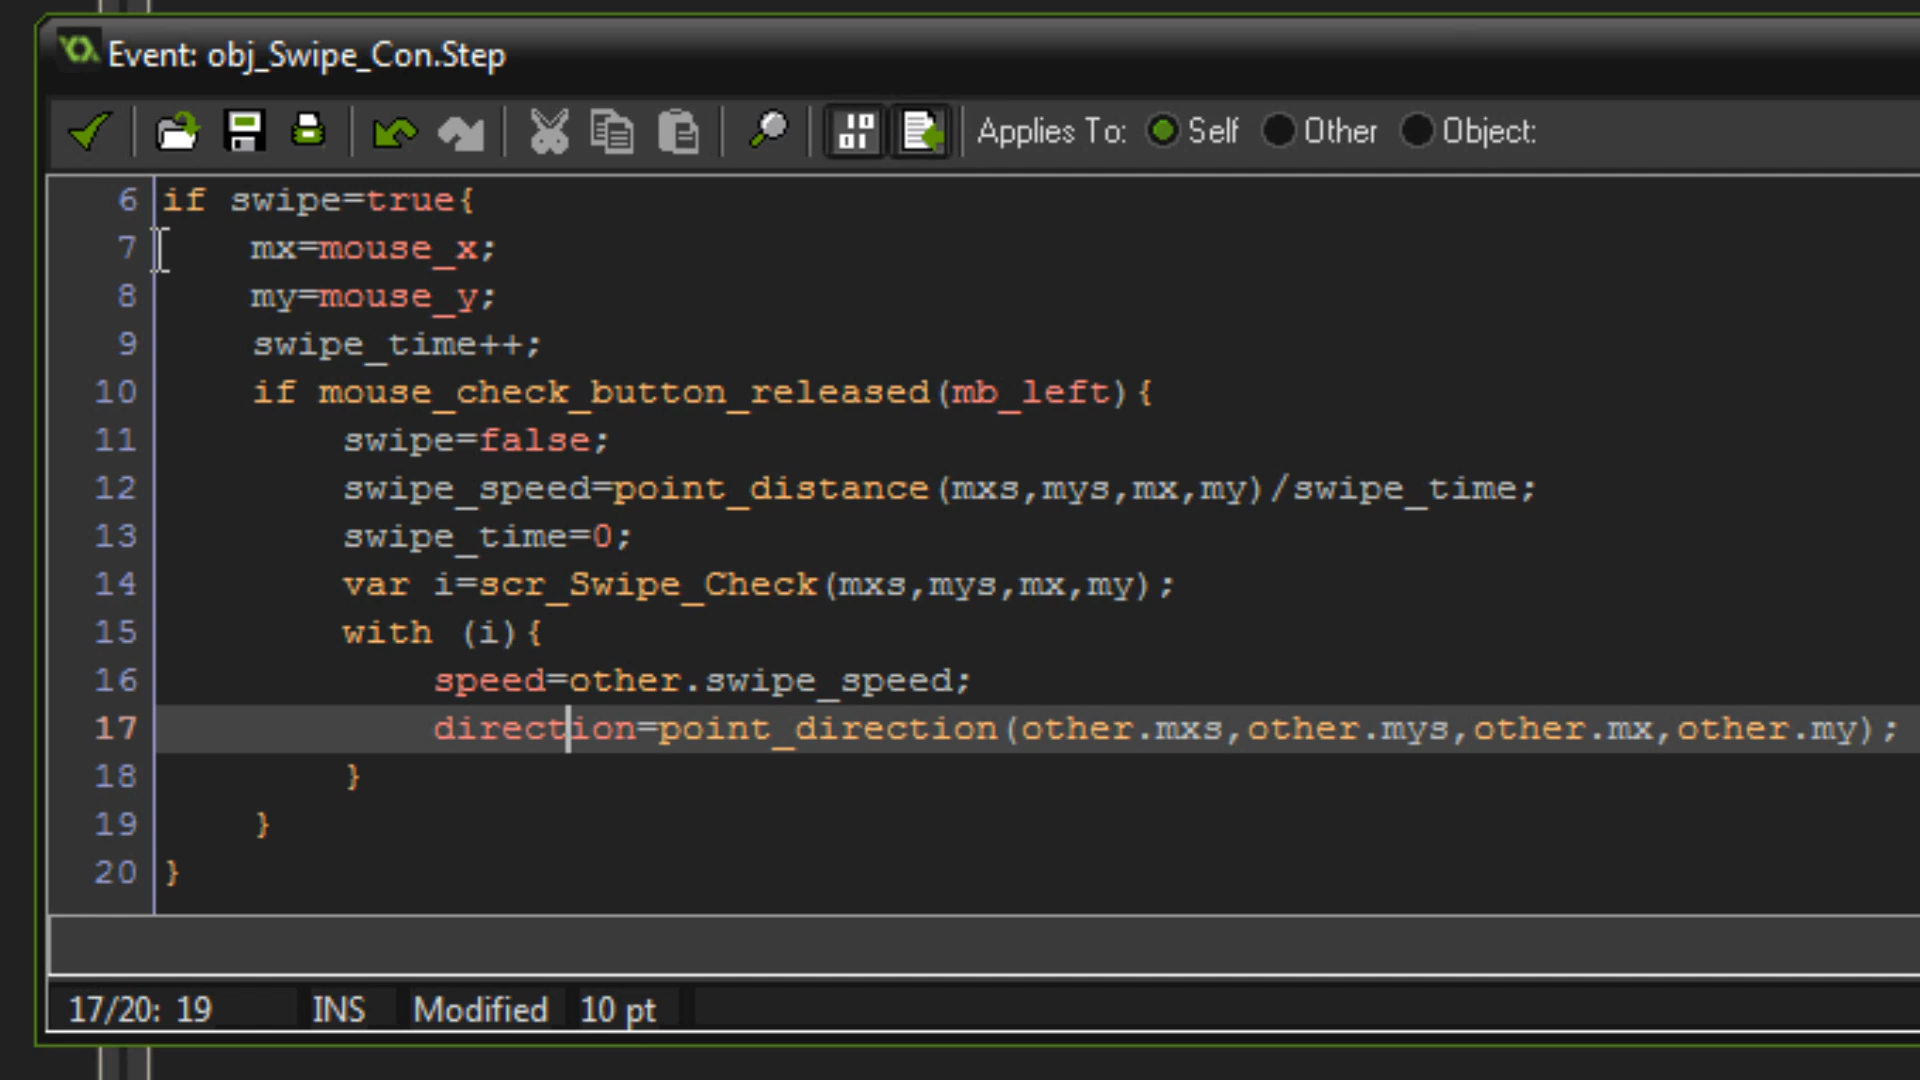 Event: obj_Swipe_Con.Step
Applies To: Self Other Object:
6 if swipe=true{
7 mx=mouse_x;
8 my=mouse_y;
9 swipe_time++;
10 if mouse_check_button_released(mb_left){
11 swipe=false;
12 swipe_speed=point_distance(mxs,mys,mx,my)/swipe_time;
13 swipe_time=0;
14 var i=scr_Swipe_Check(mxs,mys,mx,my);
15 with (i){
16 speed=other.swipe_speed;
17 direction=point_direction(other.mxs,other.mys,other.mx,other.my);
18 }
19 }
20 }
17/20: 19 INS Modified 10 pt